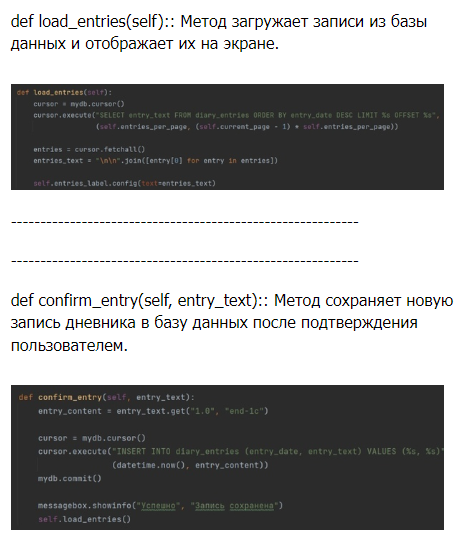 def load_entries(self):: Метод загружает записи из базы
данных и отображает их на экране.
def load_entries(self):
cursor = mydb.cursor()
cursor.execute("SELECT entry_text FROM diary_entries ORDER BY entry_date DESC LIMIT %s OFFSET %s",
(self.entries_per_page, (self.current_page - 1) * self.entries_per_page))
entries = cursor.fetchall()
entries_text = "\n\n".join([entry[0] for entry in entries])
self.entries_label.config(text=entries_text)
-----------------------------------------------------------
-----------------------------------------------------------
def confirm_entry(self, entry_text):: Метод сохраняет новую
запись дневника в базу данных после подтверждения
пользователем.
def confirm_entry(self, entry_text):
entry_content = entry_text.get("1.0", "end-1c")
cursor = mydb.cursor()
cursor.execute("INSERT INTO diary_entries (entry_date, entry_text) VALUES (%s, %s)"
(datetime.now(), entry_content))
mydb.commit()
messagebox.showinfo("Успешно", "Запись сохранена")
self.load_entries()